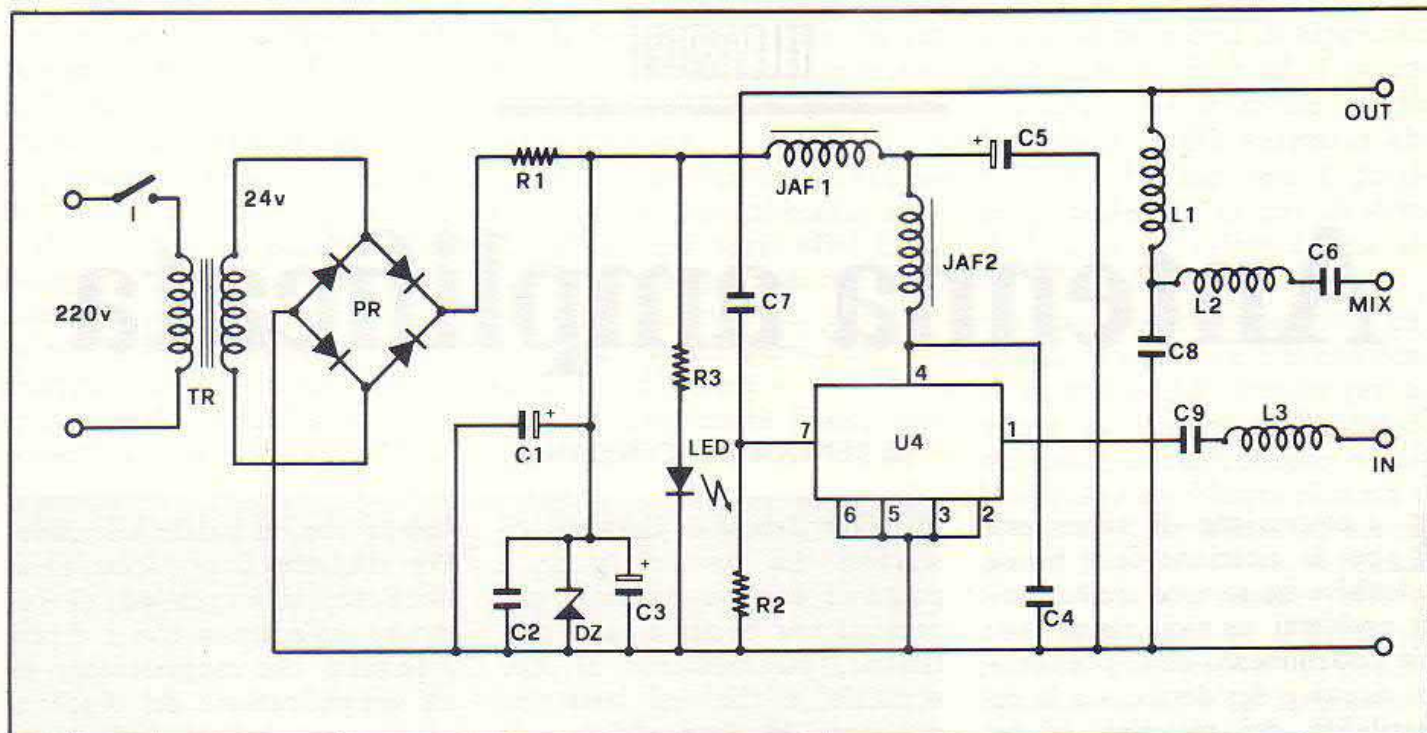 OUT
+
C5
R1
JAF 1
24v
I
L1
JAF2
C6
220v
PR
C7
L2
MIX
C8
TR
R3
4
C9
L3
+
7
U4
1
C1
LED
IN
6
5
3
2
+
C2
DZ
C3
R2
C4